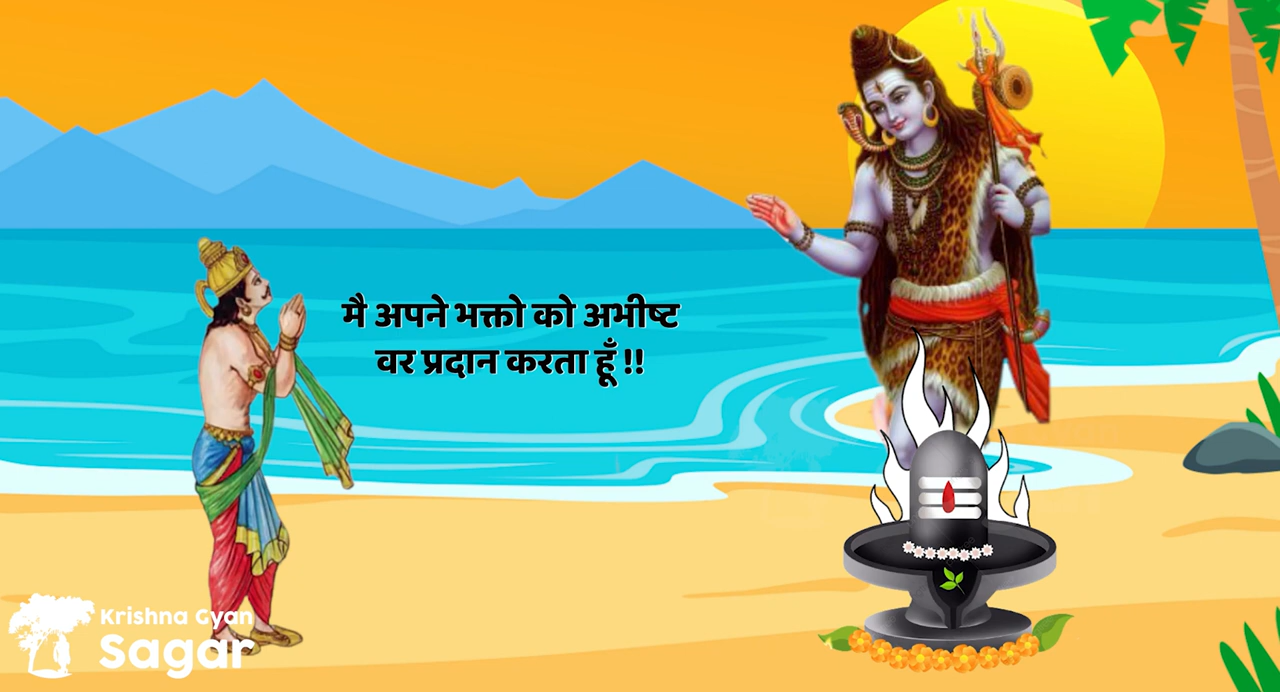 मै अपने भक्तो को अभीष्ट
वर प्रदान करता हूँ !!
Krishna Gyan
Sagar